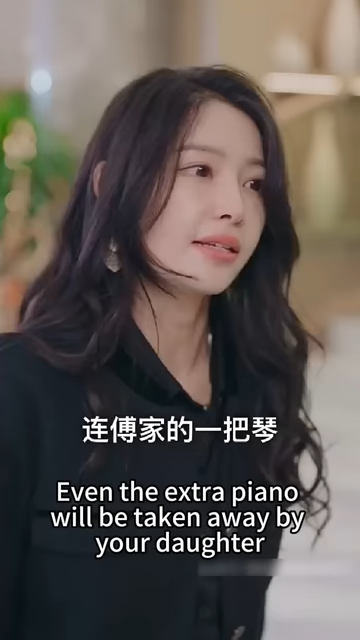 连傅家的一把琴
Even the extra piano
will be taken away by
your daughter